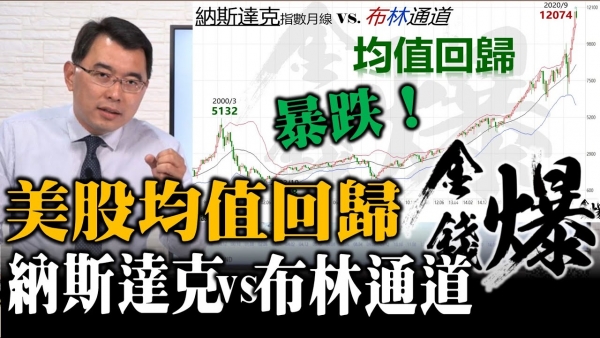 納斯達克指數月線 vs. 布林通道
2020/9
12074
均值回歸
2000/3
5132
暴跌！
金錢爆
美股均值回歸
納斯達克vs布林通道